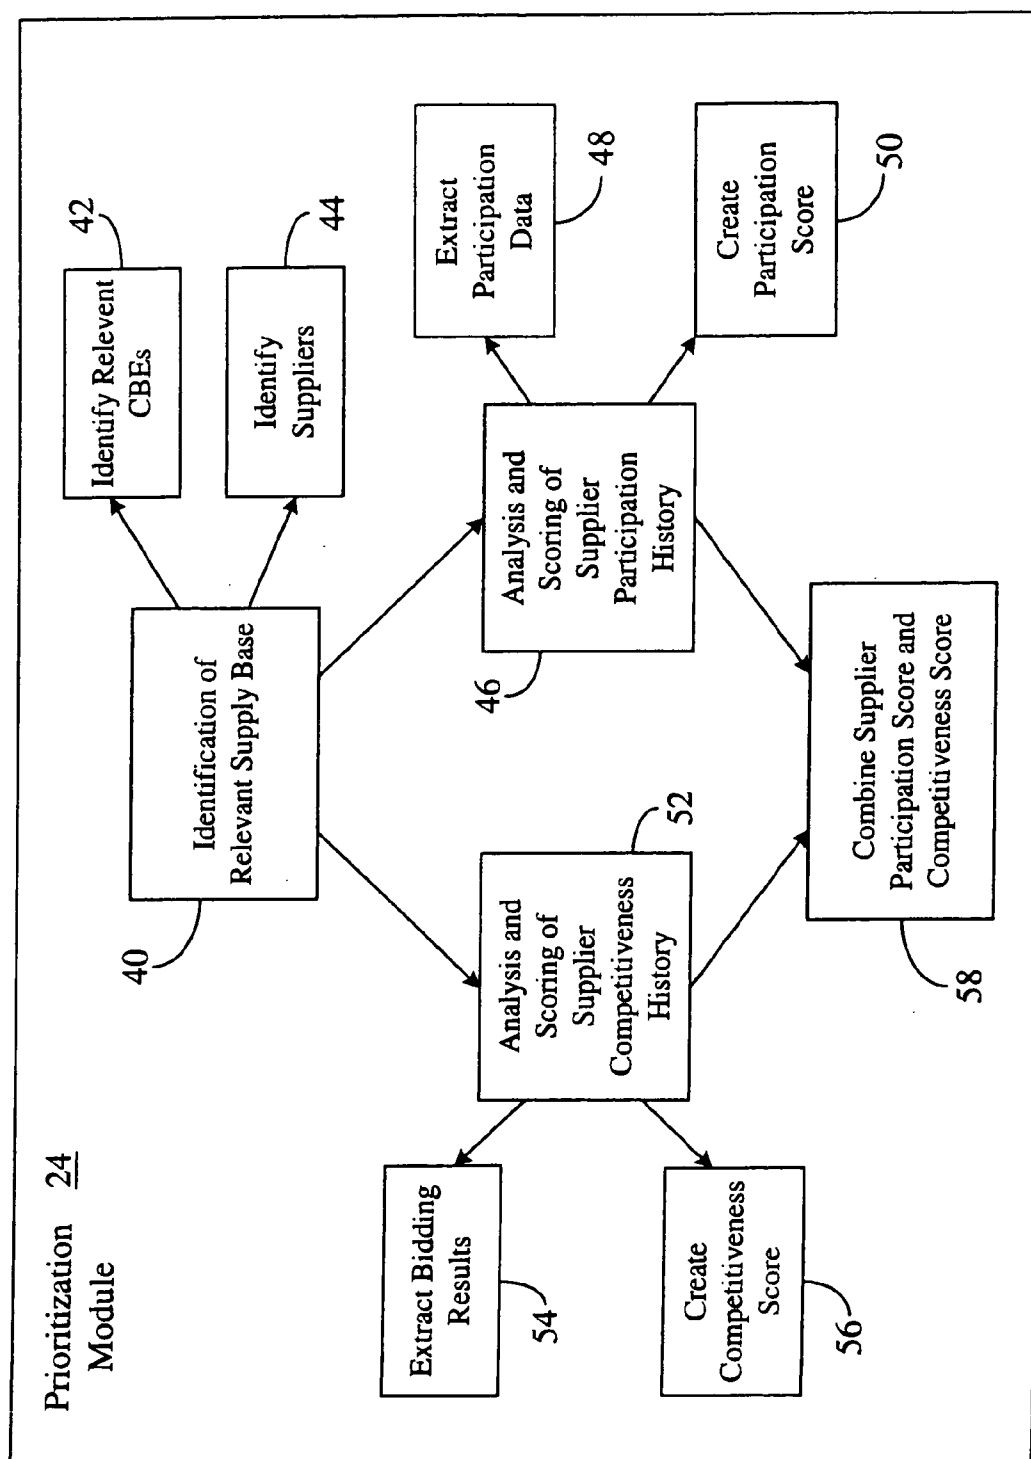 Prioritization 24
Module
40
Identification of
Relevant Supply Base
42
Identify Relevent
CBEs
44
Identify
Suppliers
46
Analysis and
Scoring of
Supplier
Participation
History
48
Extract
Participation
Data
50
Create
Participation
Score
52
Analysis and
Scoring of
Supplier
Competitiveness
History
54
Extract Bidding
Results
56
Create
Competitiveness
Score
58
Combine Supplier
Participation Score and
Competitiveness Score